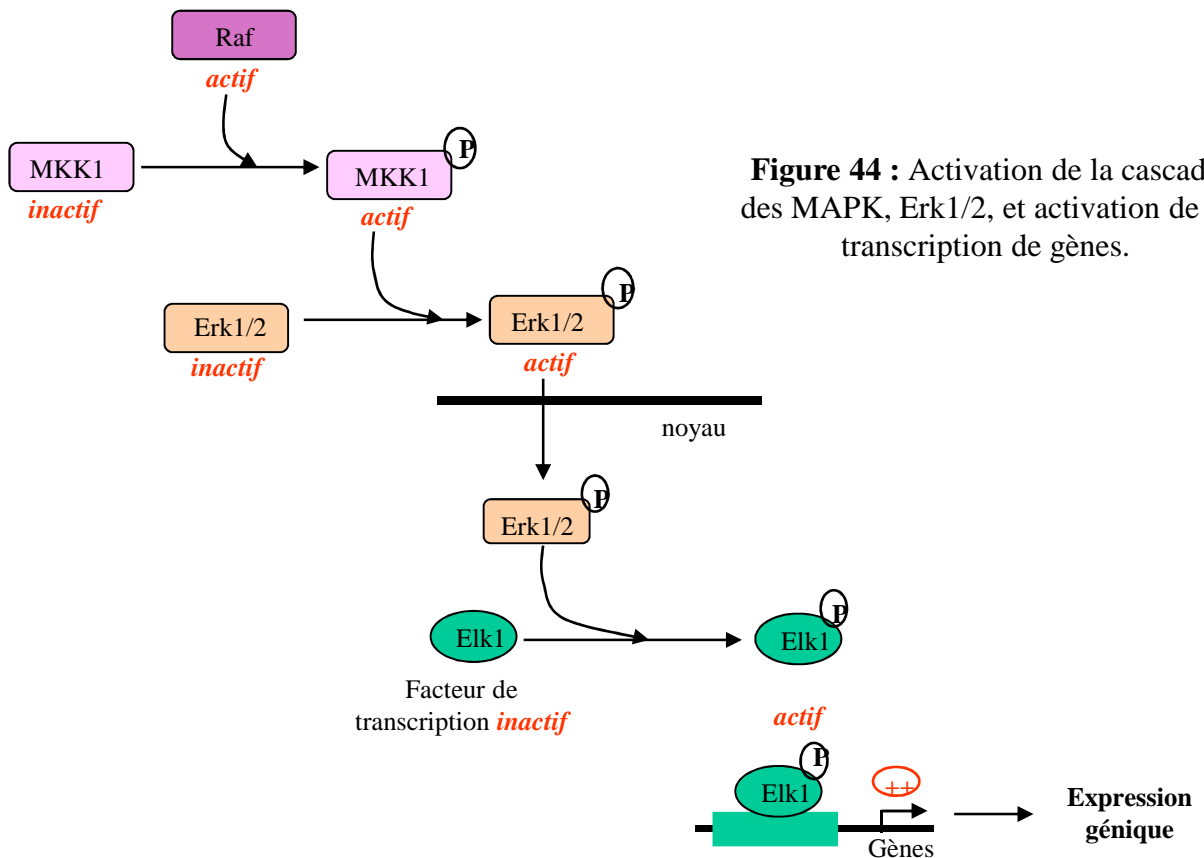 Raf
actif
MKK1
inactif
MKK1
P
actif
Figure 44 : Activation de la cascad
des MAPK, Erk1/2, et activation de
transcription de gènes.
Erk1/2
inactif
Erk1/2
P
actif
noyau
Erk1/2
P
Elk1
Facteur de
transcription inactif
Elk1
P
actif
Elk1
P
++
Gènes
Expression
génique